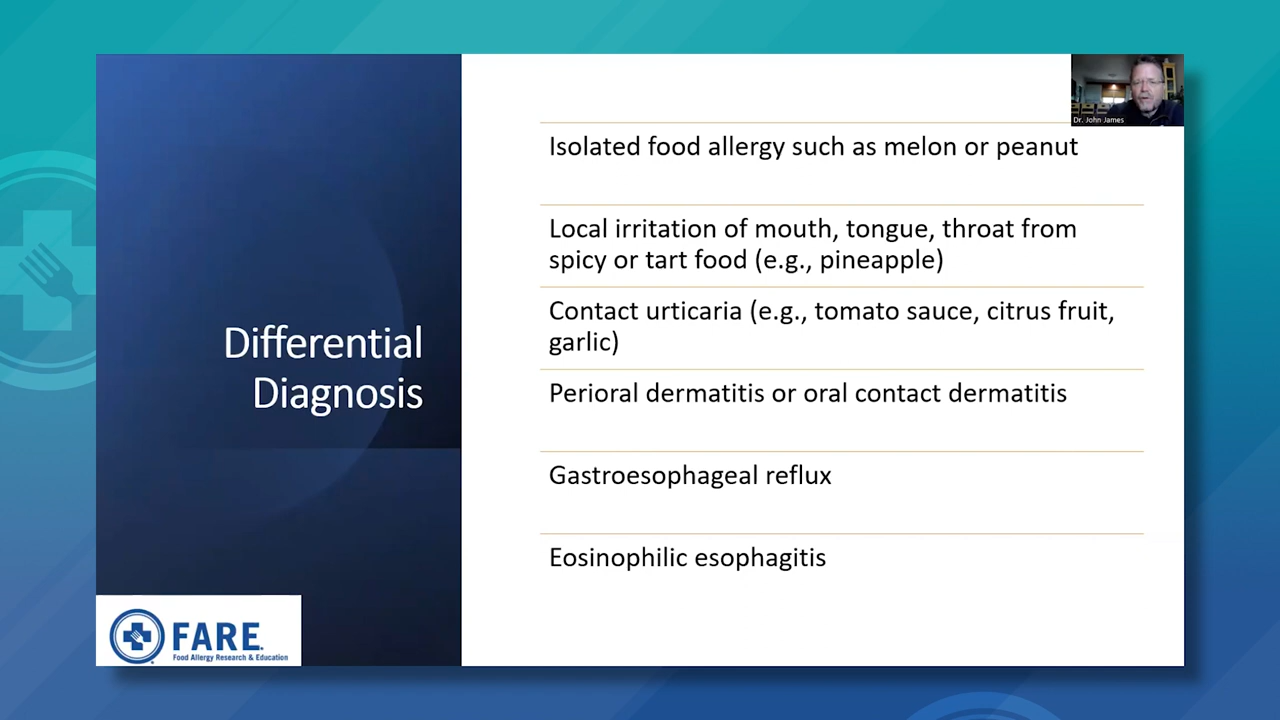 Dr. John James
Isolated food allergy such as melon or peanut
Local irritation of mouth, tongue, throat from
spicy or tart food (e.g., pineapple)
Contact urticaria (e.g., tomato sauce, citrus fruit,
garlic)
Perioral dermatitis or oral contact dermatitis
Gastroesophageal reflux
Eosinophilic esophagitis
Differential
Diagnosis
FARE
Food Allergy Research & Education